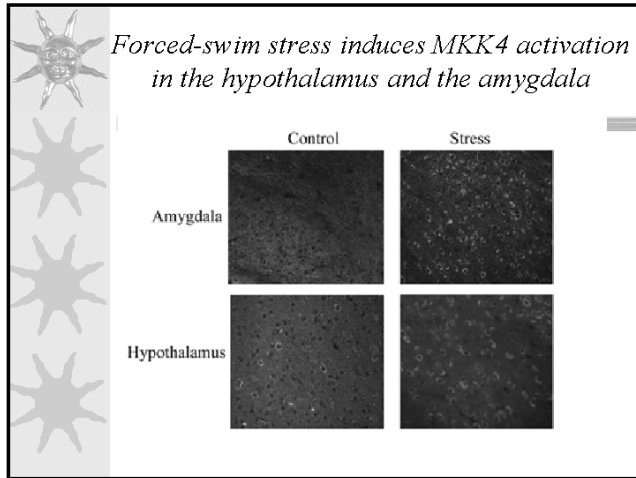 Forced-swim stress induces MKK4 activation
in the hypothalamus and the amygdala
Control Stress
Amygdala
Hypothalamus